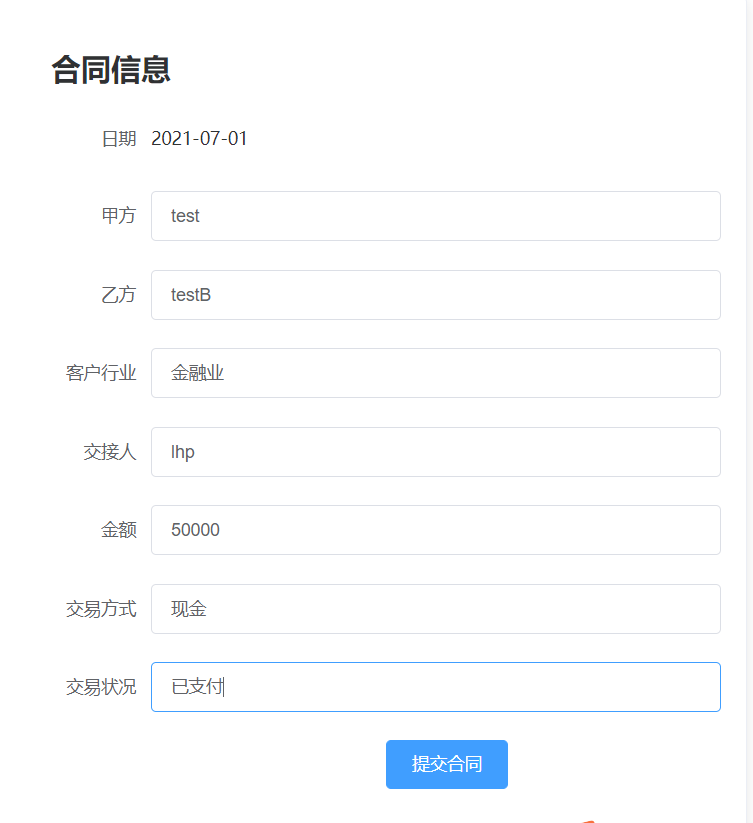 合同信息
日期 2021-07-01
甲方 test
乙方 testB
客户行业 金融业
交接人 lhp
金额 50000
交易方式 现金
交易状况 已支付
提交合同